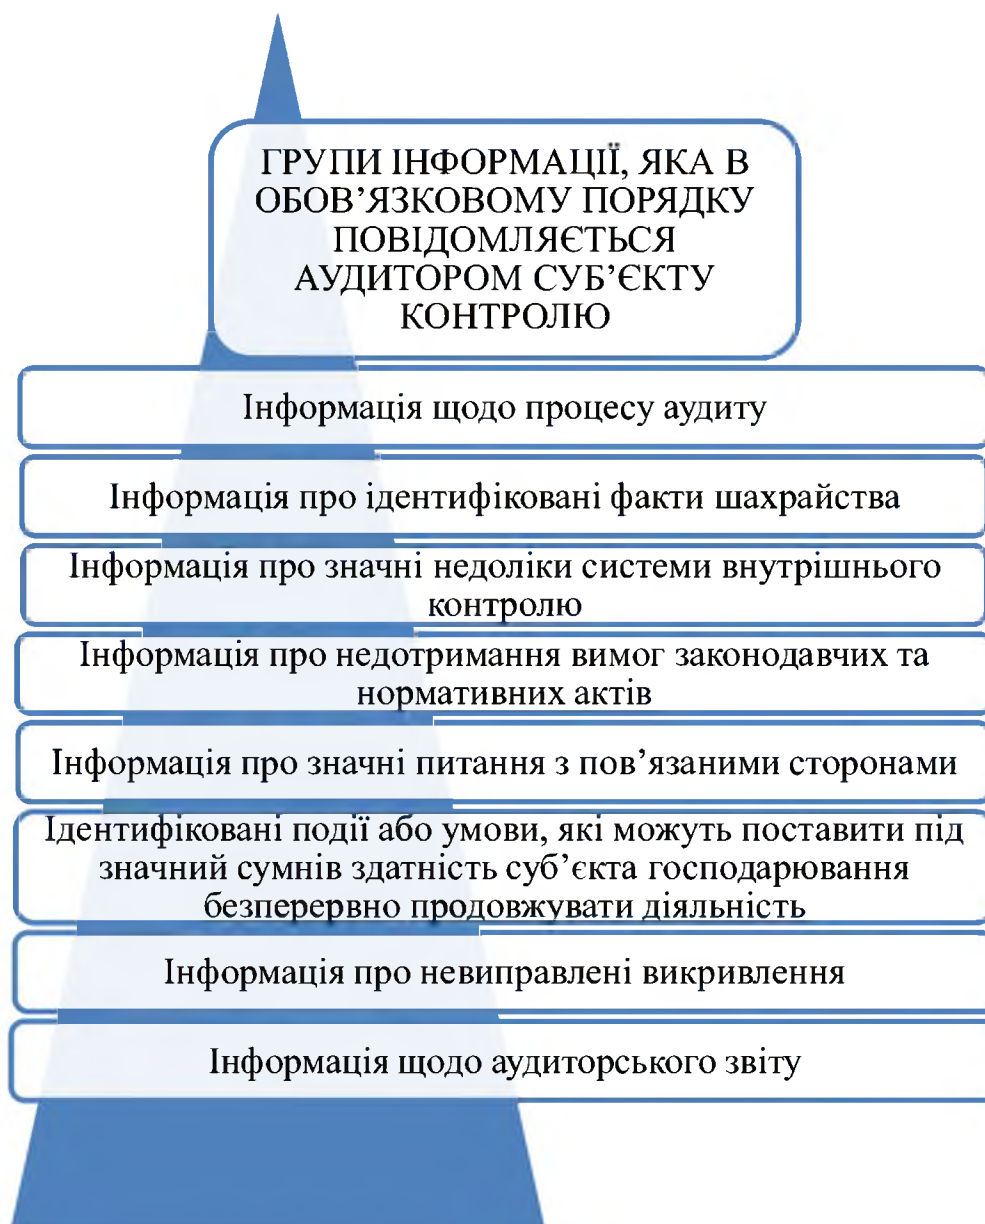 ГРУПИ ІНФОРМАЦІЇ, ЯКА В
ОБОВ’ЯЗКОВОМУ ПОРЯДКУ
ПОВІДОМЛЯЄТЬСЯ
АУДИТОРОМ СУБ’ЄКТУ
КОНТРОЛЮ
Інформація щодо процесу аудиту
Інформація про ідентифіковані факти шахрайства
Інформація про значні недоліки системи внутрішнього
контролю
Інформація про недотримання вимог законодавчих та
нормативних актів
Інформація про значні питання з пов’язаними сторонами
Ідентифіковані події або умови, які можуть поставити під
значний сумнів здатність суб’єкта господарювання
безперервно продовжувати діяльність
Інформація про невиправлені викривлення
Інформація щодо аудиторського звіту